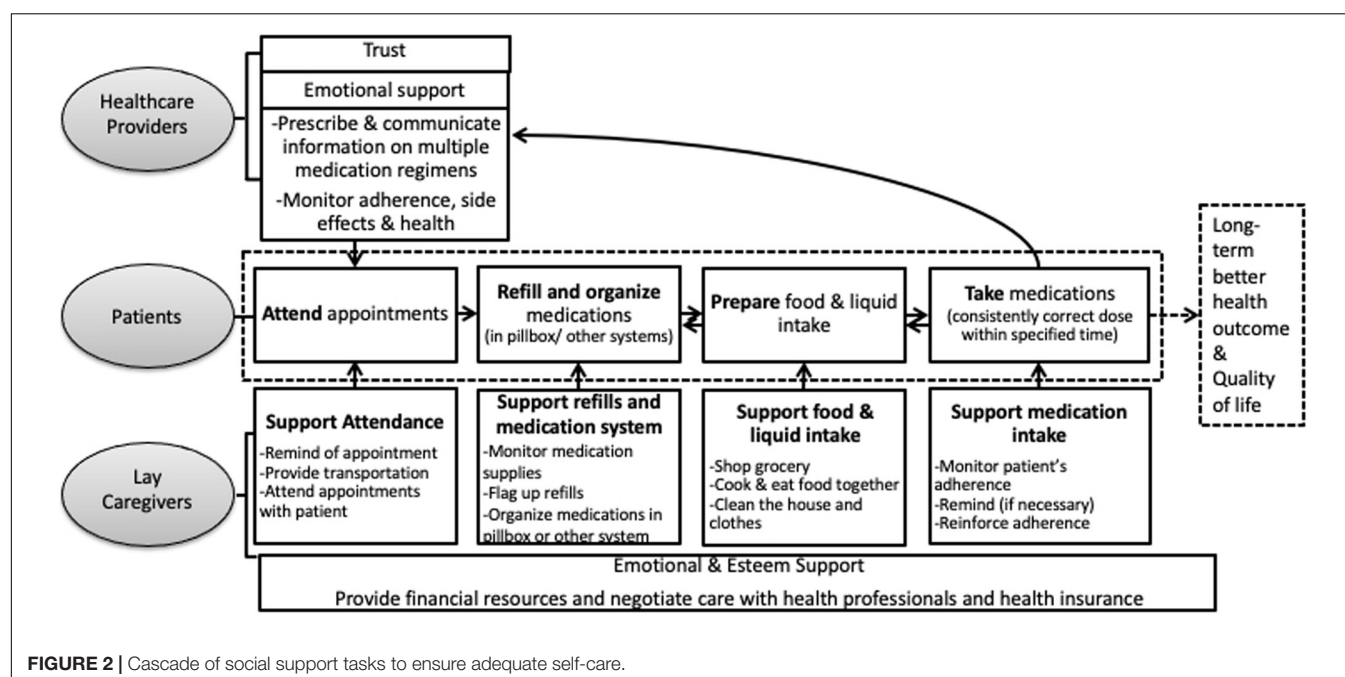 Healthcare
Providers
Trust
Emotional support
-Prescribe & communicate
information on multiple
medication regimens
-Monitor adherence, side
effects & health
Patients
Attend appointments
Refill and organize
medications
(in pillbox/ other systems)
Prepare food & liquid
intake
Take medications
(consistently correct dose
within specified time)
Long-
term
better
health
outcome
&
Quality
of life
Lay
Caregivers
Support Attendance
-Remind of appointment
-Provide transportation
-Attend appointments
with patient
Support refills and
medication system
-Monitor medication
supplies
-Flag up refills
-Organize medications in
pillbox or other system
Support food &
liquid intake
-Shop grocery
-Cook & eat food together
-Clean the house and
clothes
Support medication
intake
-Monitor patient's
adherence
-Remind (if necessary)
-Reinforce adherence
Emotional & Esteem Support
Provide financial resources and negotiate care with health professionals and health insurance
FIGURE 2 | Cascade of social support tasks to ensure adequate self-care.